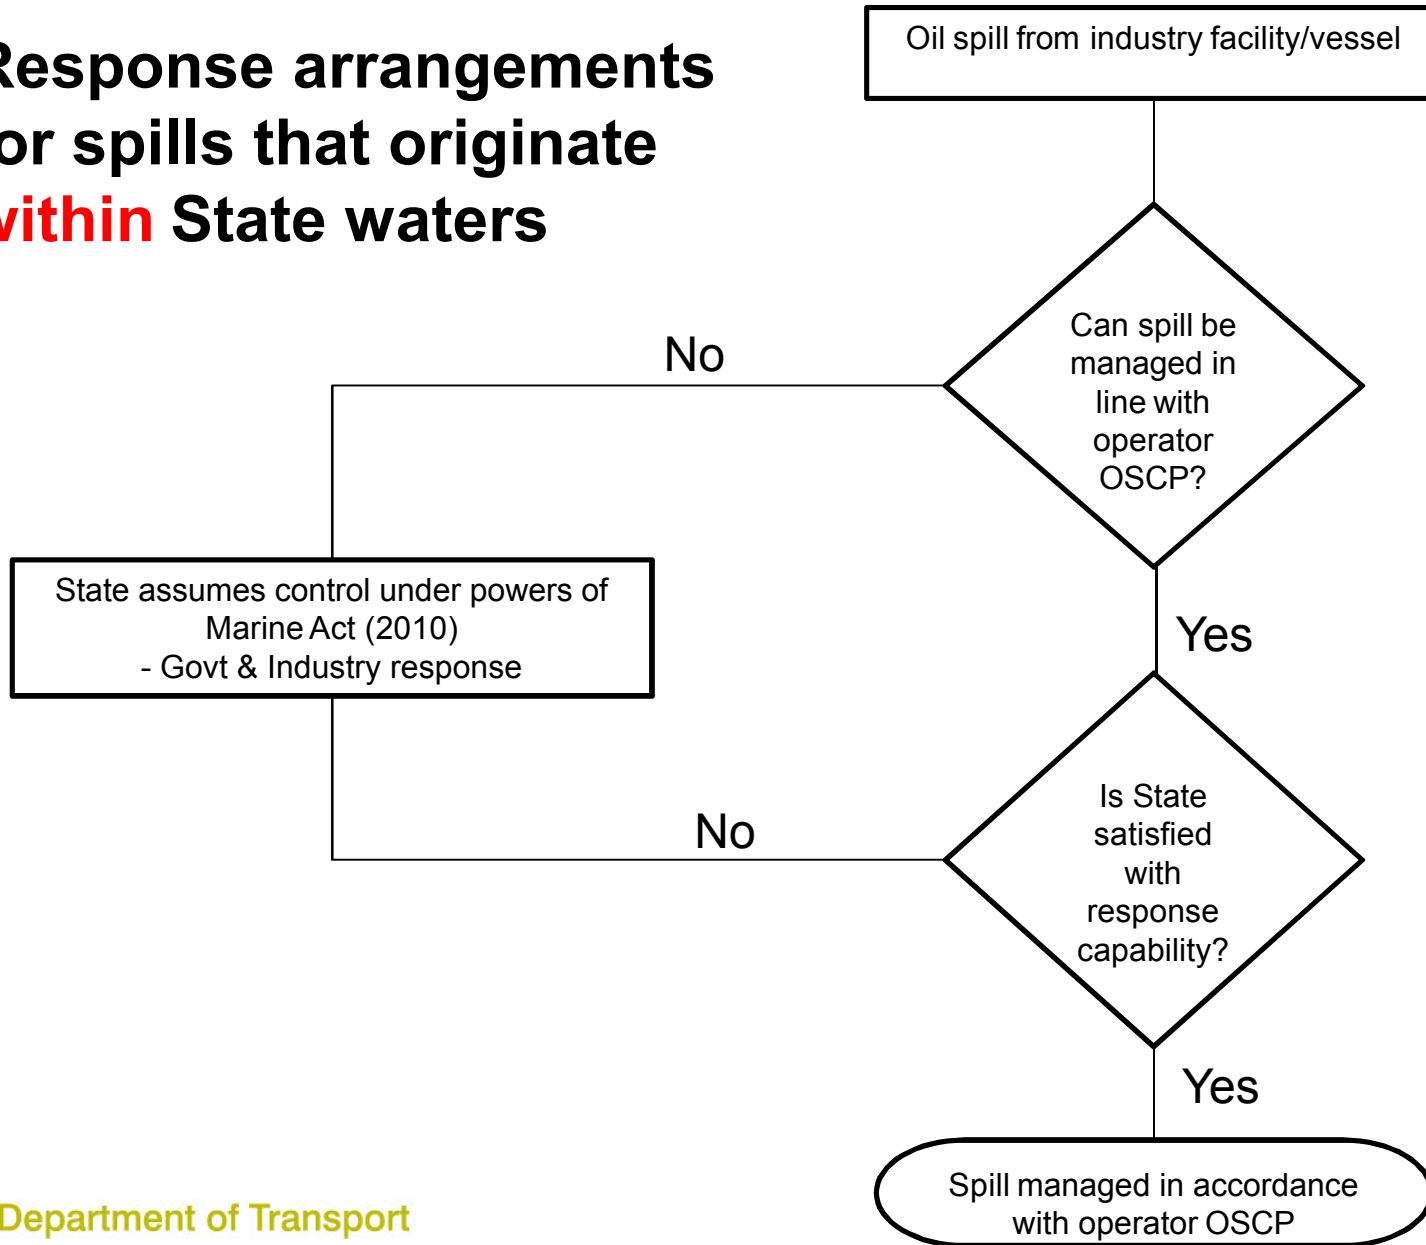 Response arrangements
or spills that originate
within State waters
Oil spill from industry facility/vessel
Can spill be
managed in
line with
operator
OSCP?
No
Yes
State assumes control under powers of
Marine Act (2010)
- Govt & Industry response
Is State
satisfied
with
response
capability?
No
Yes
Spill managed in accordance
with operator OSCP
Department of Transport